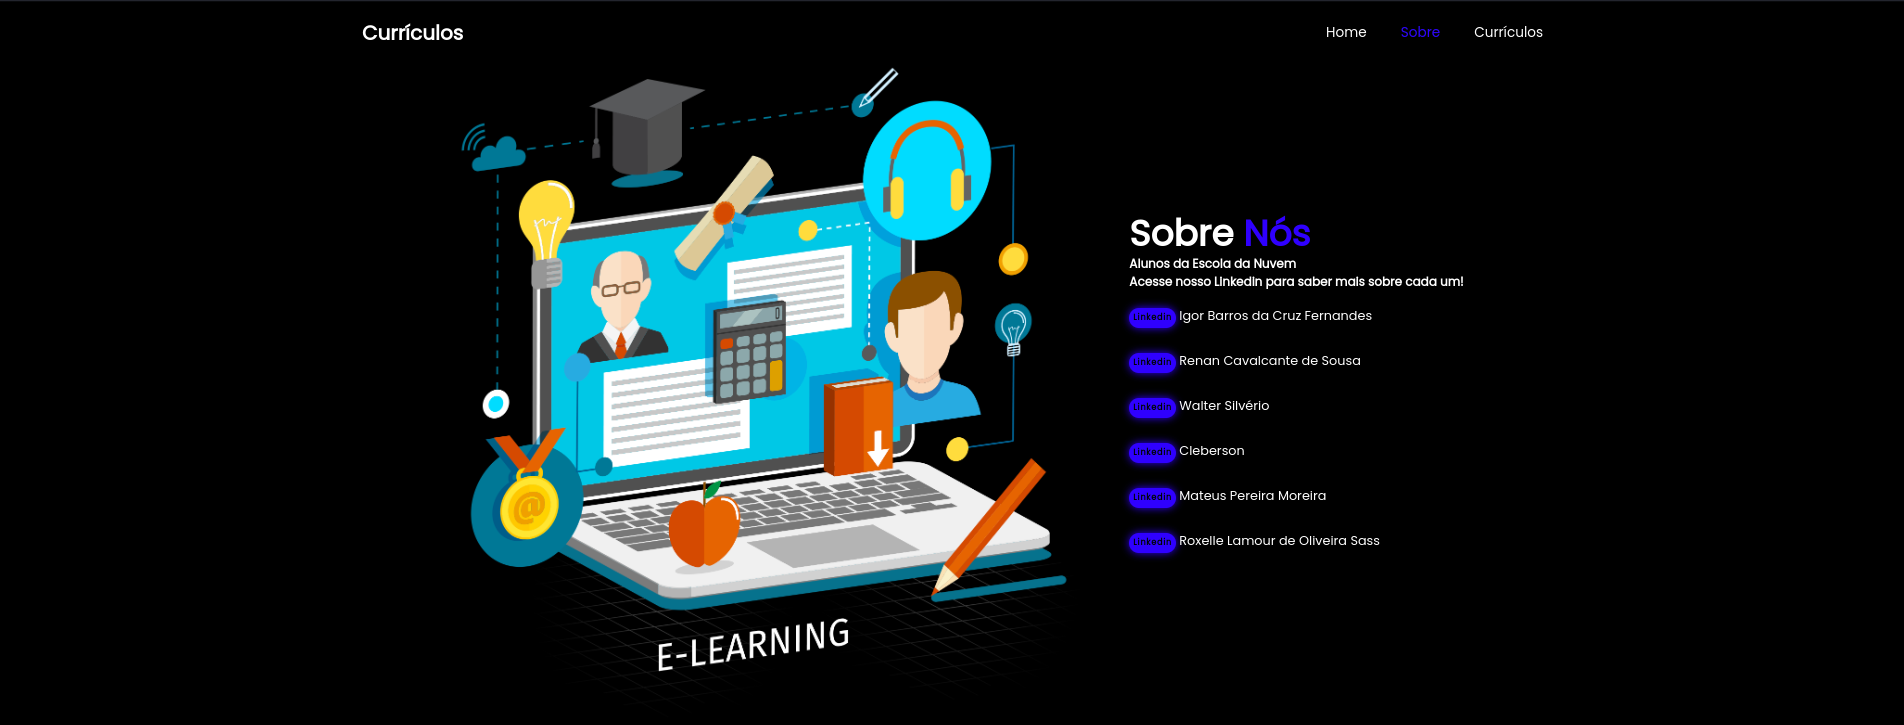 Currículos
Home Sobre Currículos
Sobre Nós
Alunos da Escola da Nuvem
Acesse nosso Linkedin para saber mais sobre cada um!
Linkedin Igor Barros da Cruz Fernandes
Linkedin Renan Cavalcante de Sousa
Linkedin Walter Silvério
Linkedin Cleberson
Linkedin Mateus Pereira Moreira
Linkedin Roxelle Lamour de Oliveira Sass
0
@
E-LEARNING